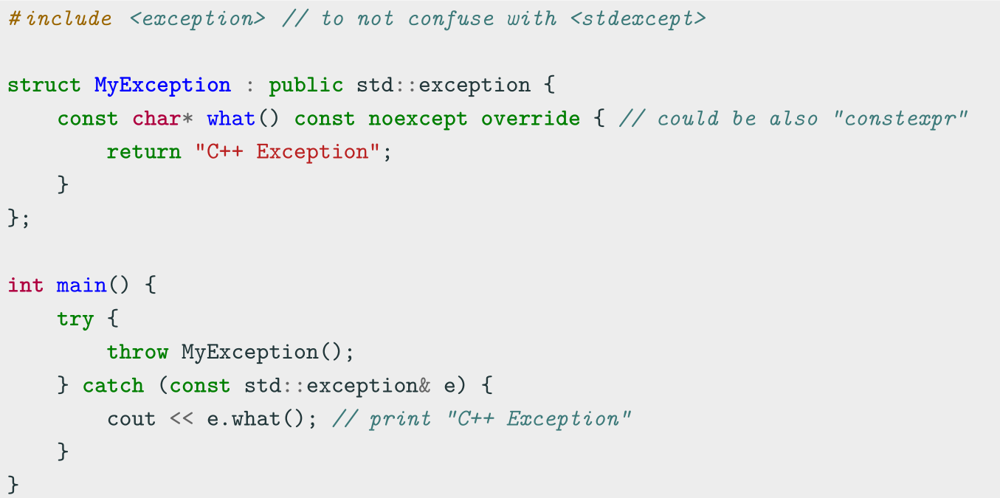 #include <exception> // to not confuse with <stdexcept>

struct MyException : public std::exception {
    const char* what() const noexcept override { // could be also "constexpr"
        return "C++ Exception";
    }
};

int main() {
    try {
        throw MyException();
    } catch (const std::exception& e) {
        cout << e.what(); // print "C++ Exception"
    }
}